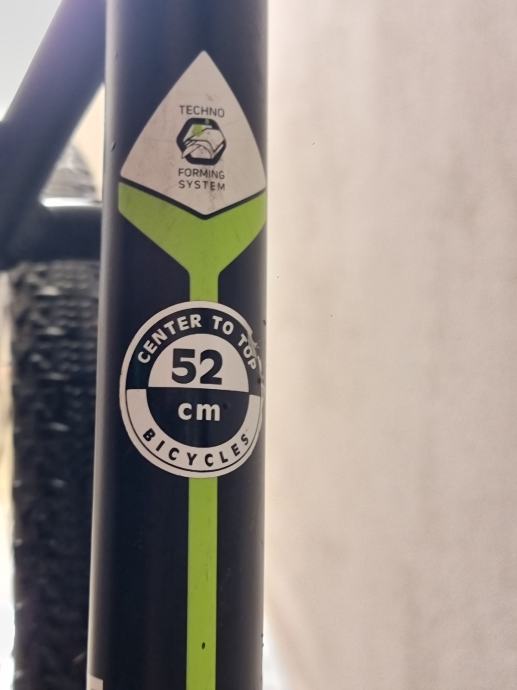 TECHNO
FORMING
SYSTEM
CENTER TO TOP
52
cm
BICYCLES